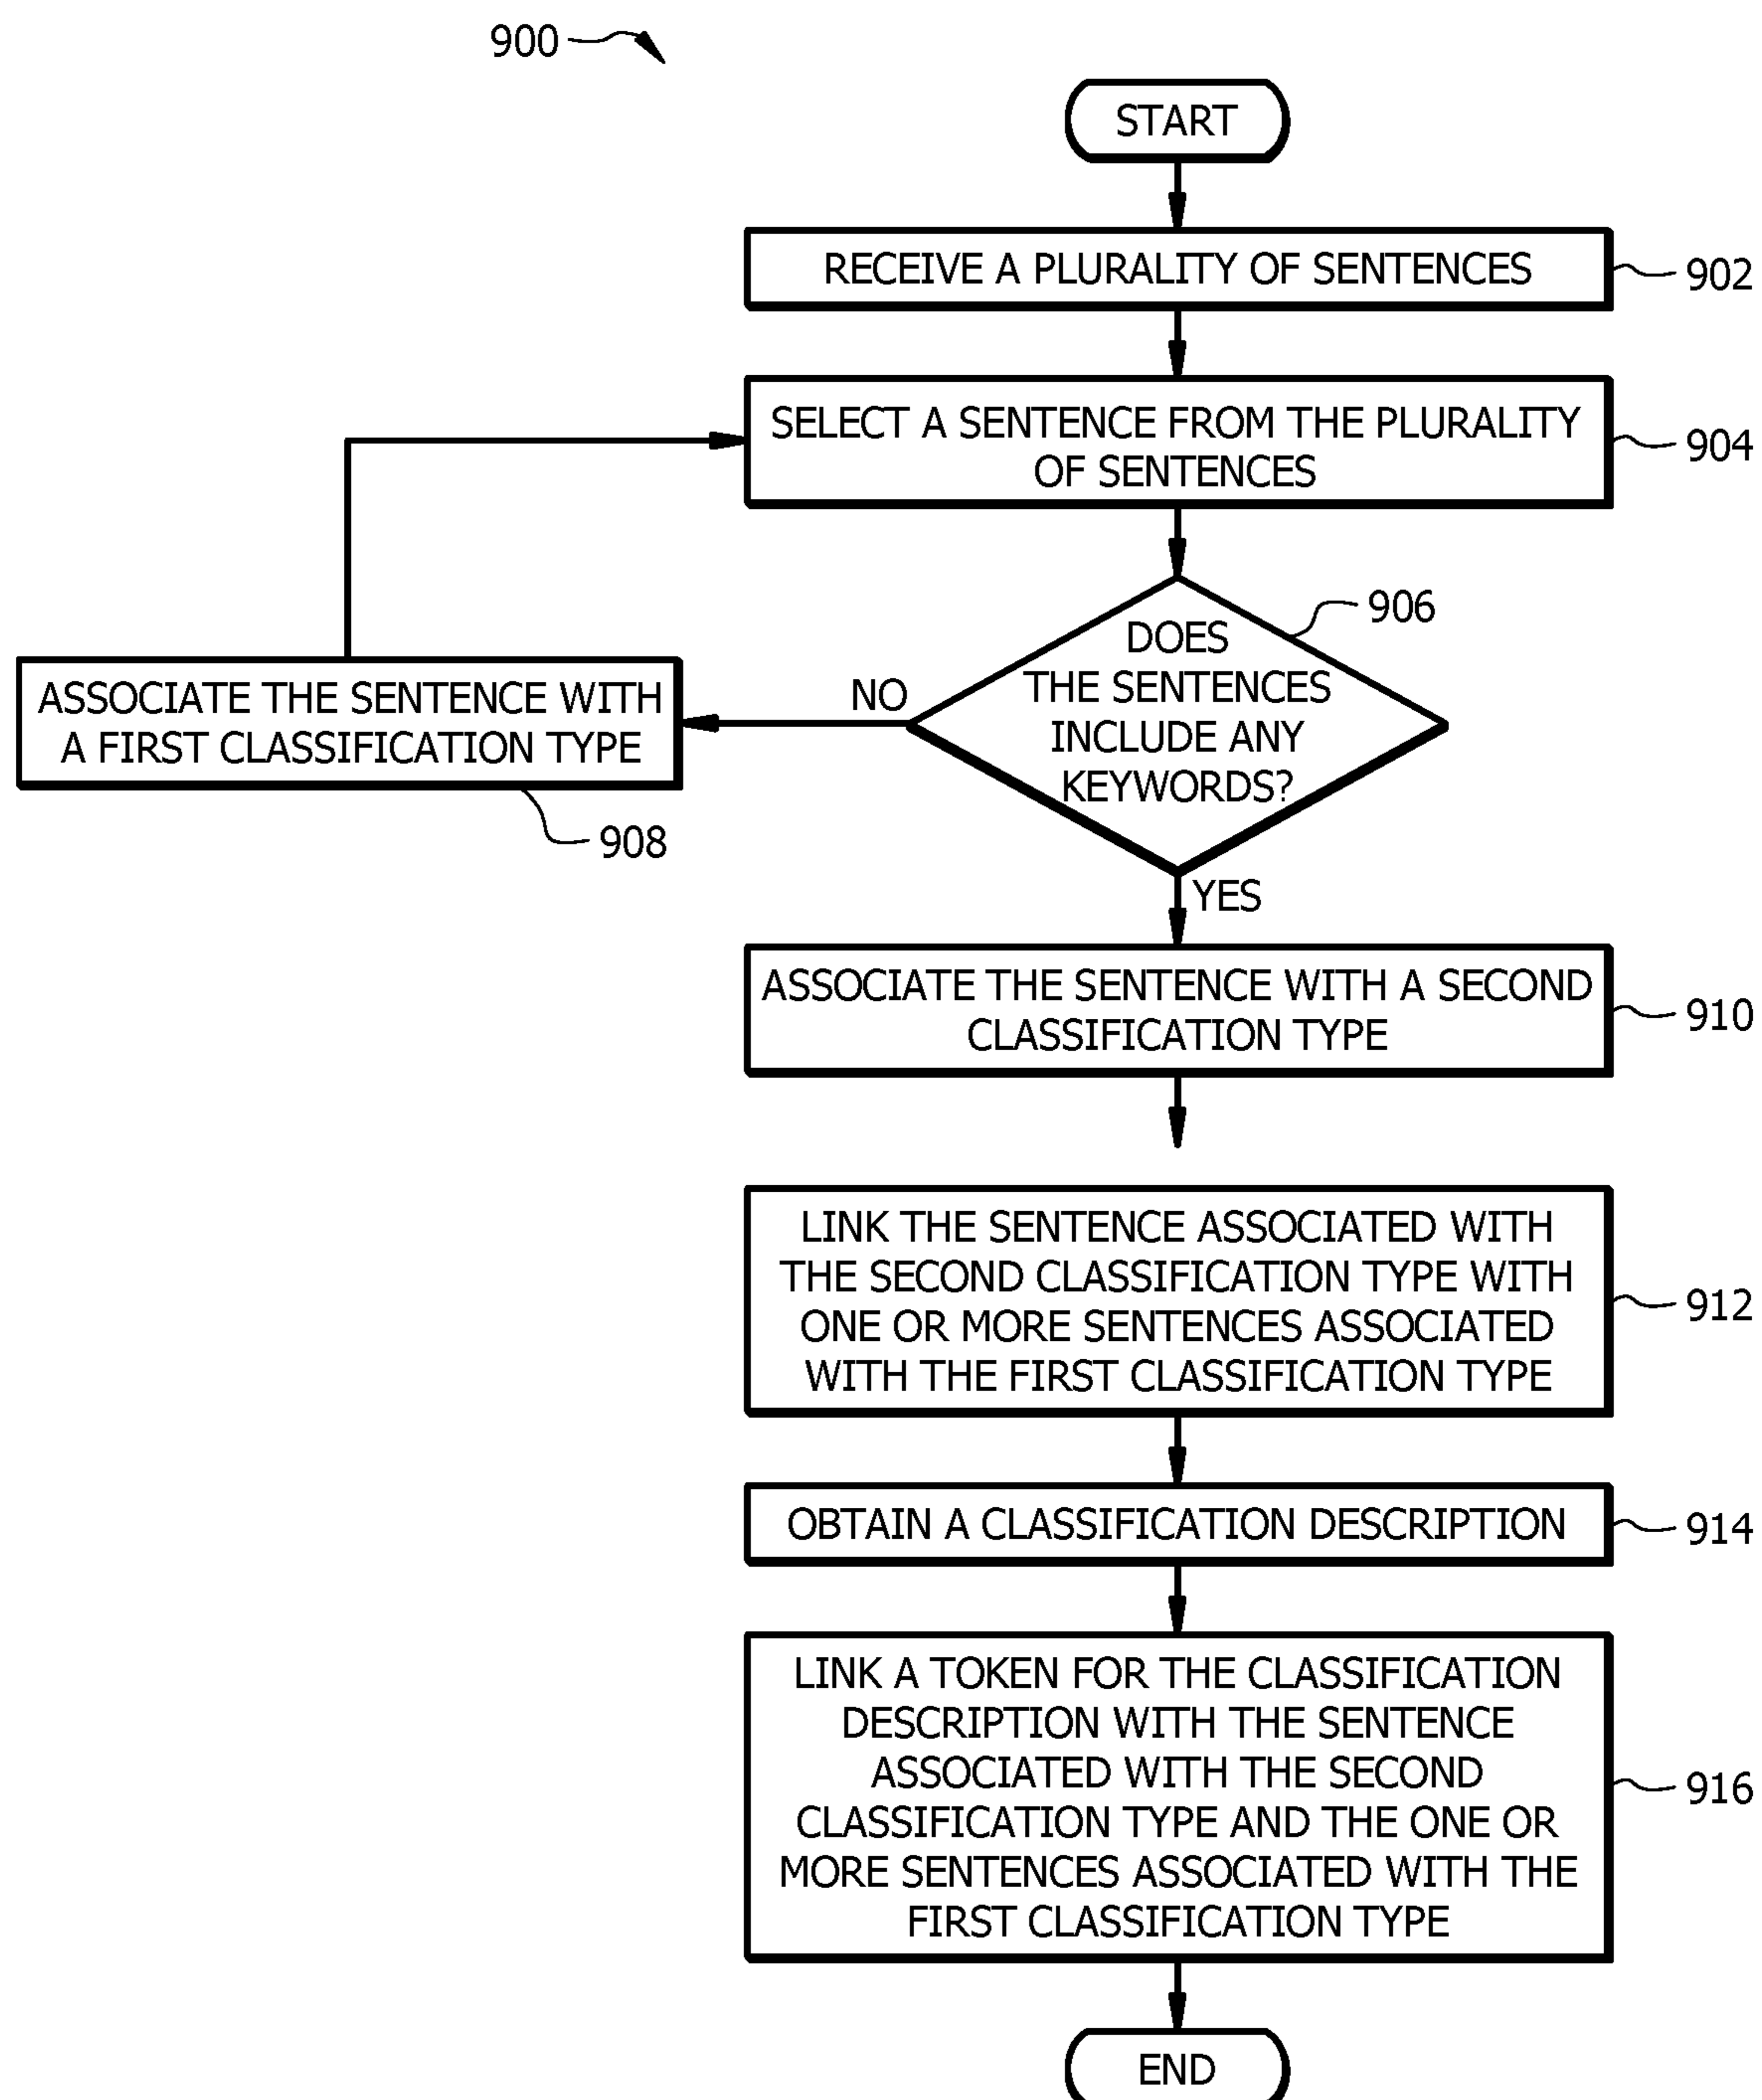 900
START
RECEIVE A PLURALITY OF SENTENCES
902
SELECT A SENTENCE FROM THE PLURALITY
OF SENTENCES
904
DOES
THE SENTENCES
INCLUDE ANY
KEYWORDS?
906
NO
ASSOCIATE THE SENTENCE WITH
A FIRST CLASSIFICATION TYPE
908
YES
ASSOCIATE THE SENTENCE WITH A SECOND
CLASSIFICATION TYPE
910
LINK THE SENTENCE ASSOCIATED WITH
THE SECOND CLASSIFICATION TYPE WITH
ONE OR MORE SENTENCES ASSOCIATED
WITH THE FIRST CLASSIFICATION TYPE
912
OBTAIN A CLASSIFICATION DESCRIPTION
914
LINK A TOKEN FOR THE CLASSIFICATION
DESCRIPTION WITH THE SENTENCE
ASSOCIATED WITH THE SECOND
CLASSIFICATION TYPE AND THE ONE OR
MORE SENTENCES ASSOCIATED WITH THE
FIRST CLASSIFICATION TYPE
916
END